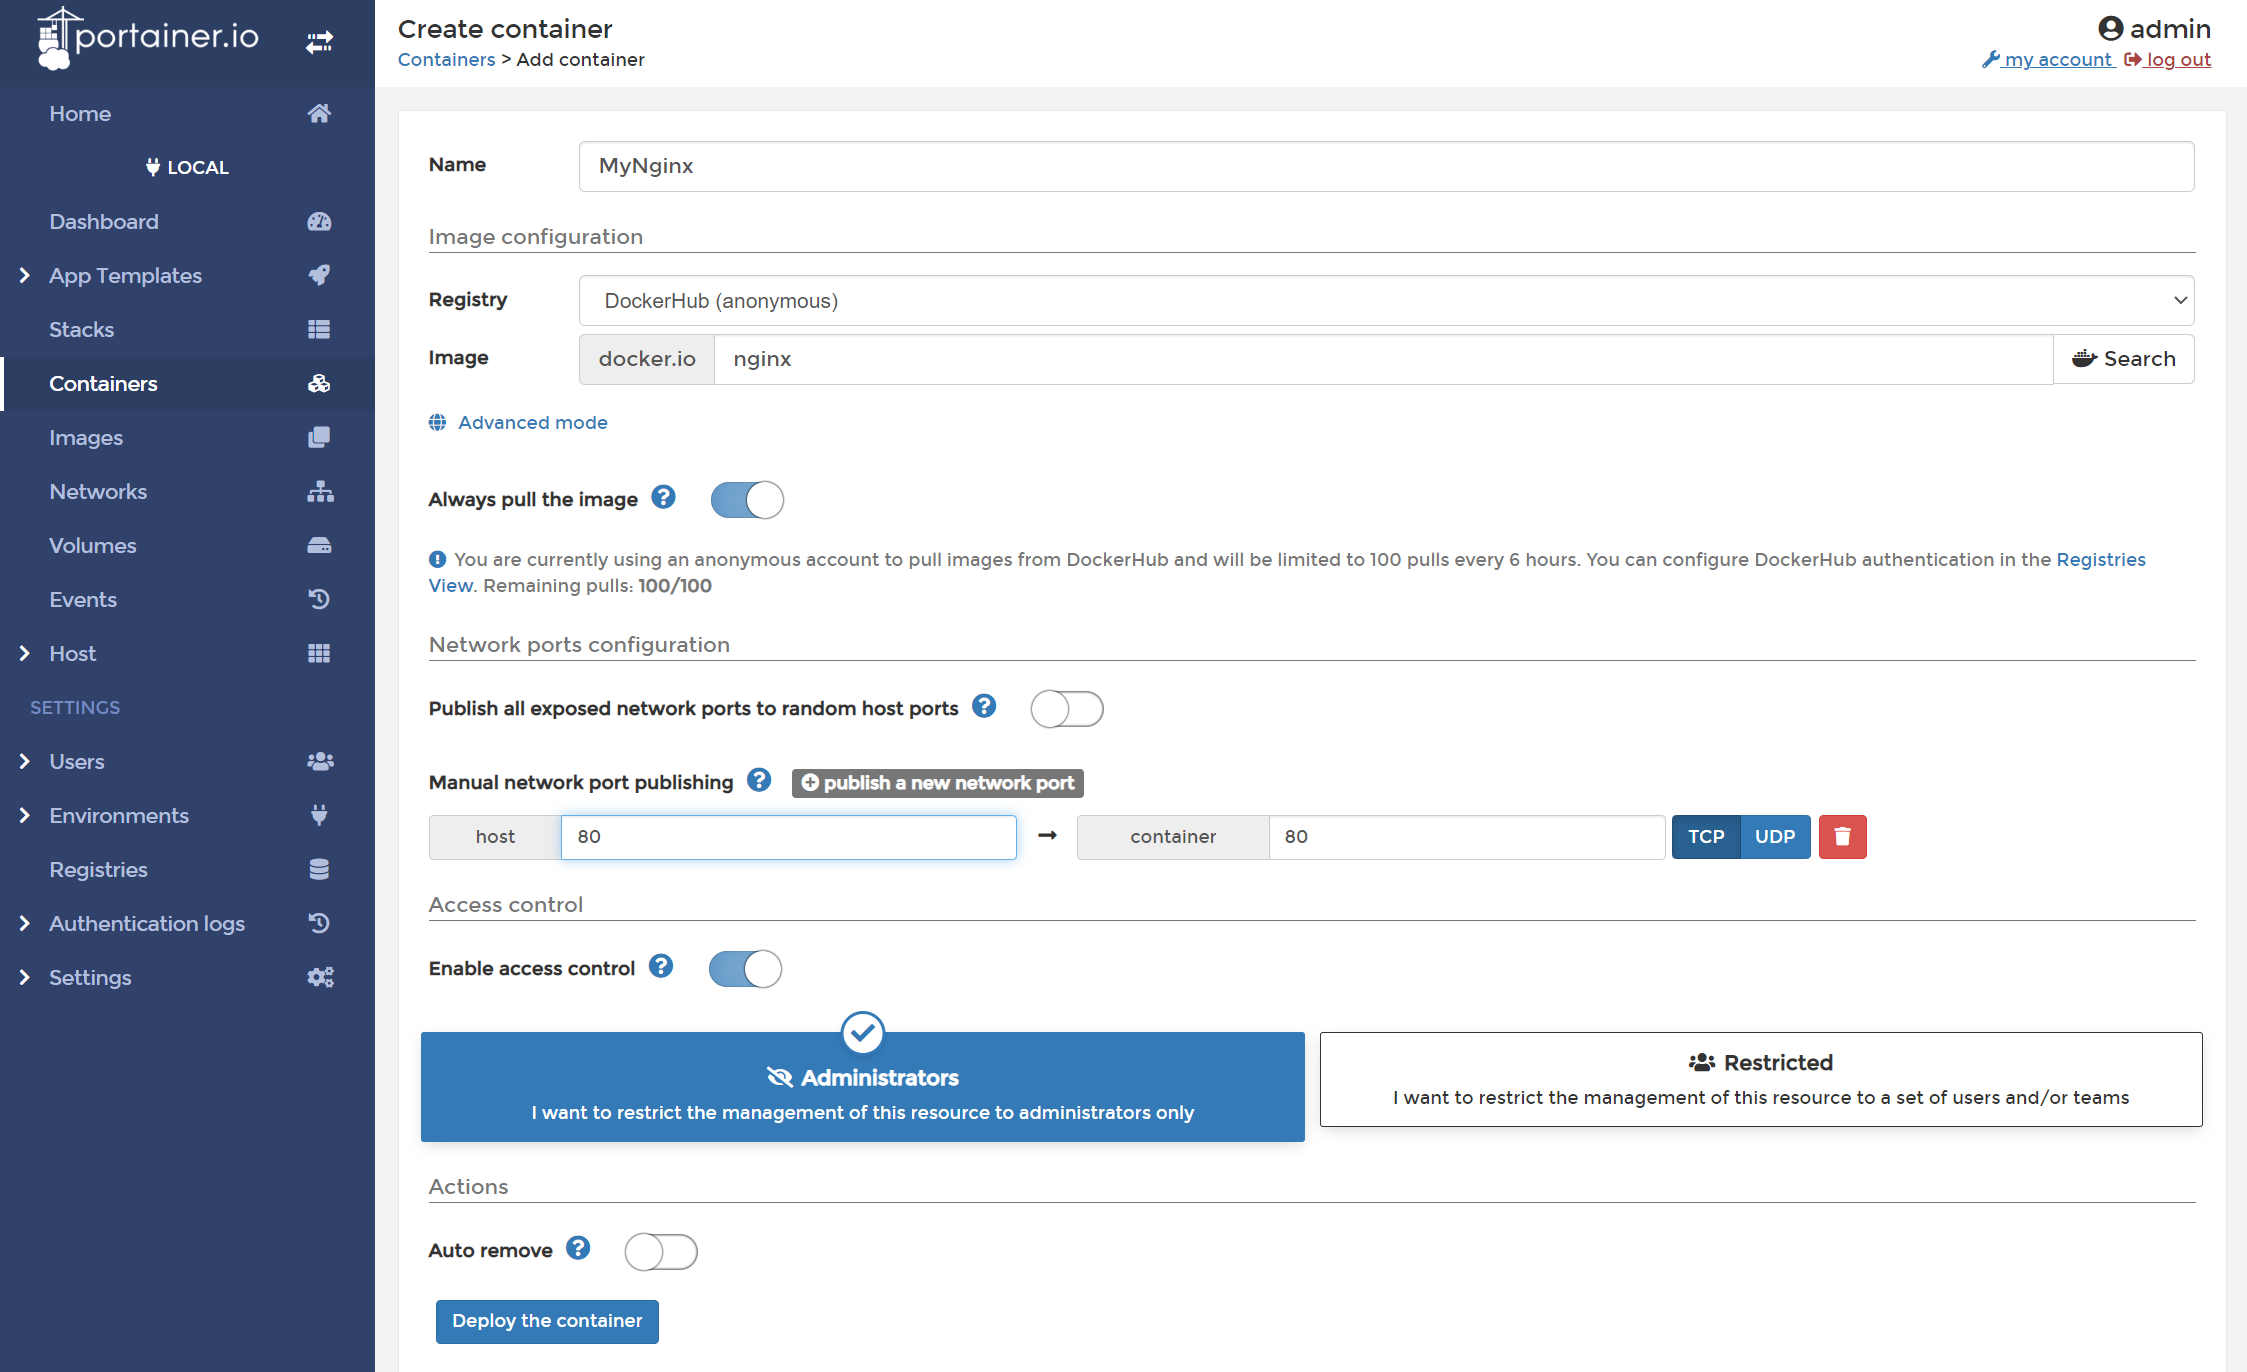 portainer.io
Home
LOCAL
Dashboard
App Templates
Stacks
Containers
Images
Networks
Volumes
Events
Host
SETTINGS
Users
Environments
Registries
Authentication logs
Settings
Create container
Containers > Add container
admin
my account log out
Name MyNginx
Image configuration
Registry DockerHub (anonymous)
Image docker.io nginx Search
Advanced mode
Always pull the image
You are currently using an anonymous account to pull images from DockerHub and will be limited to 100 pulls every 6 hours. You can configure DockerHub authentication in the Registries
View. Remaining pulls: 100/100
Network ports configuration
Publish all exposed network ports to random host ports
Manual network port publishing publish a new network port
host 80 → container 80 TCP UDP
Access control
Enable access control
Administrators
I want to restrict the management of this resource to administrators only
Restricted
I want to restrict the management of this resource to a set of users and/or teams
Actions
Auto remove
Deploy the container